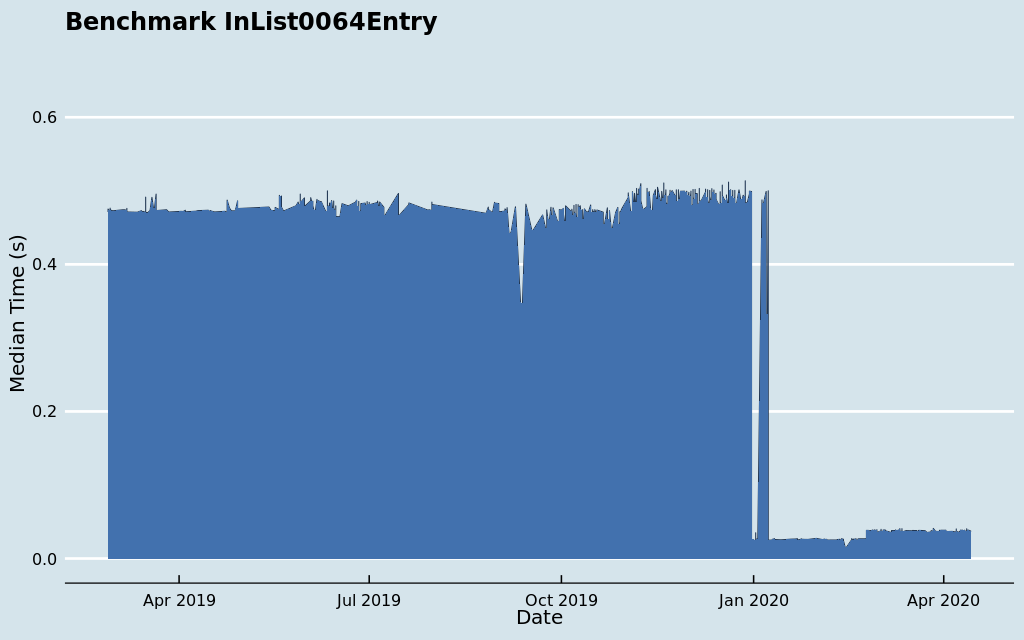 Benchmark InList0064Entry
Median Time (s)
0.6
0.4
0.2
0.0
Apr 2019
Jul 2019
Oct 2019
Jan 2020
Apr 2020
Date